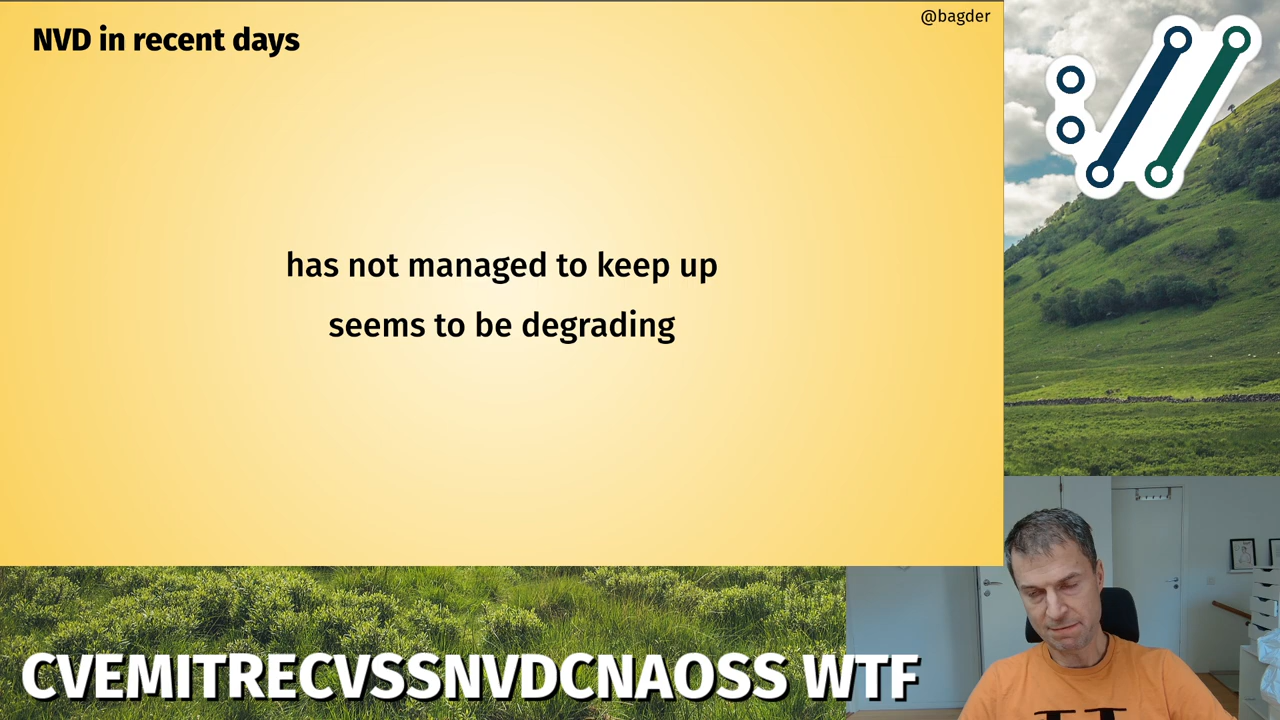 NVD in recent days
@bagder
has not managed to keep up
seems to be degrading
CVEMITRECVSSNVDCNAOSS WTF